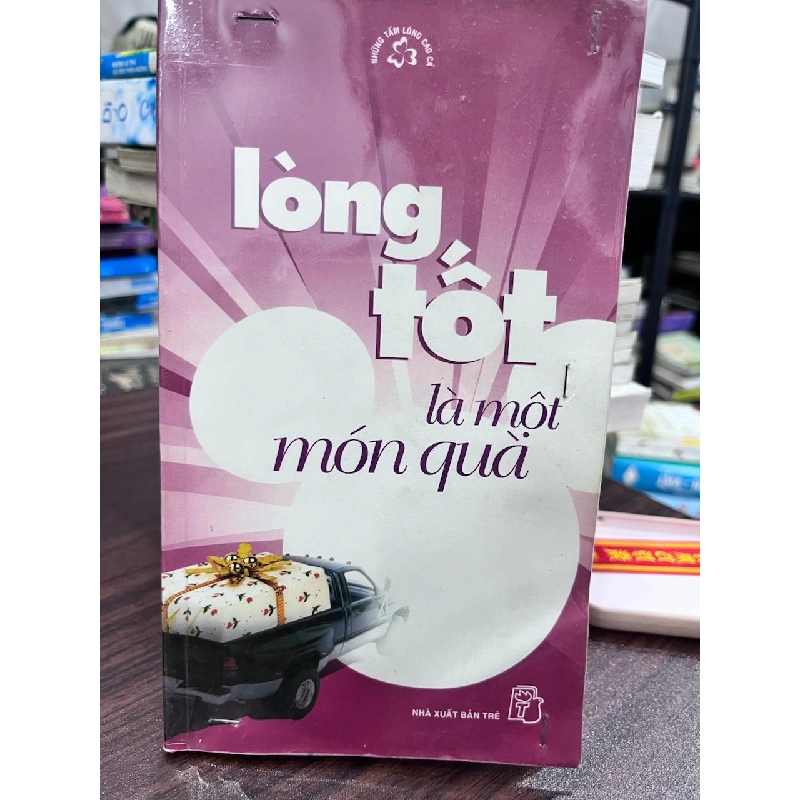 NHỮNG TẤM LÒNG CAO CẢ
lòng
tốt
là một
món quà
NHÀ XUẤT BẢN TRẺ